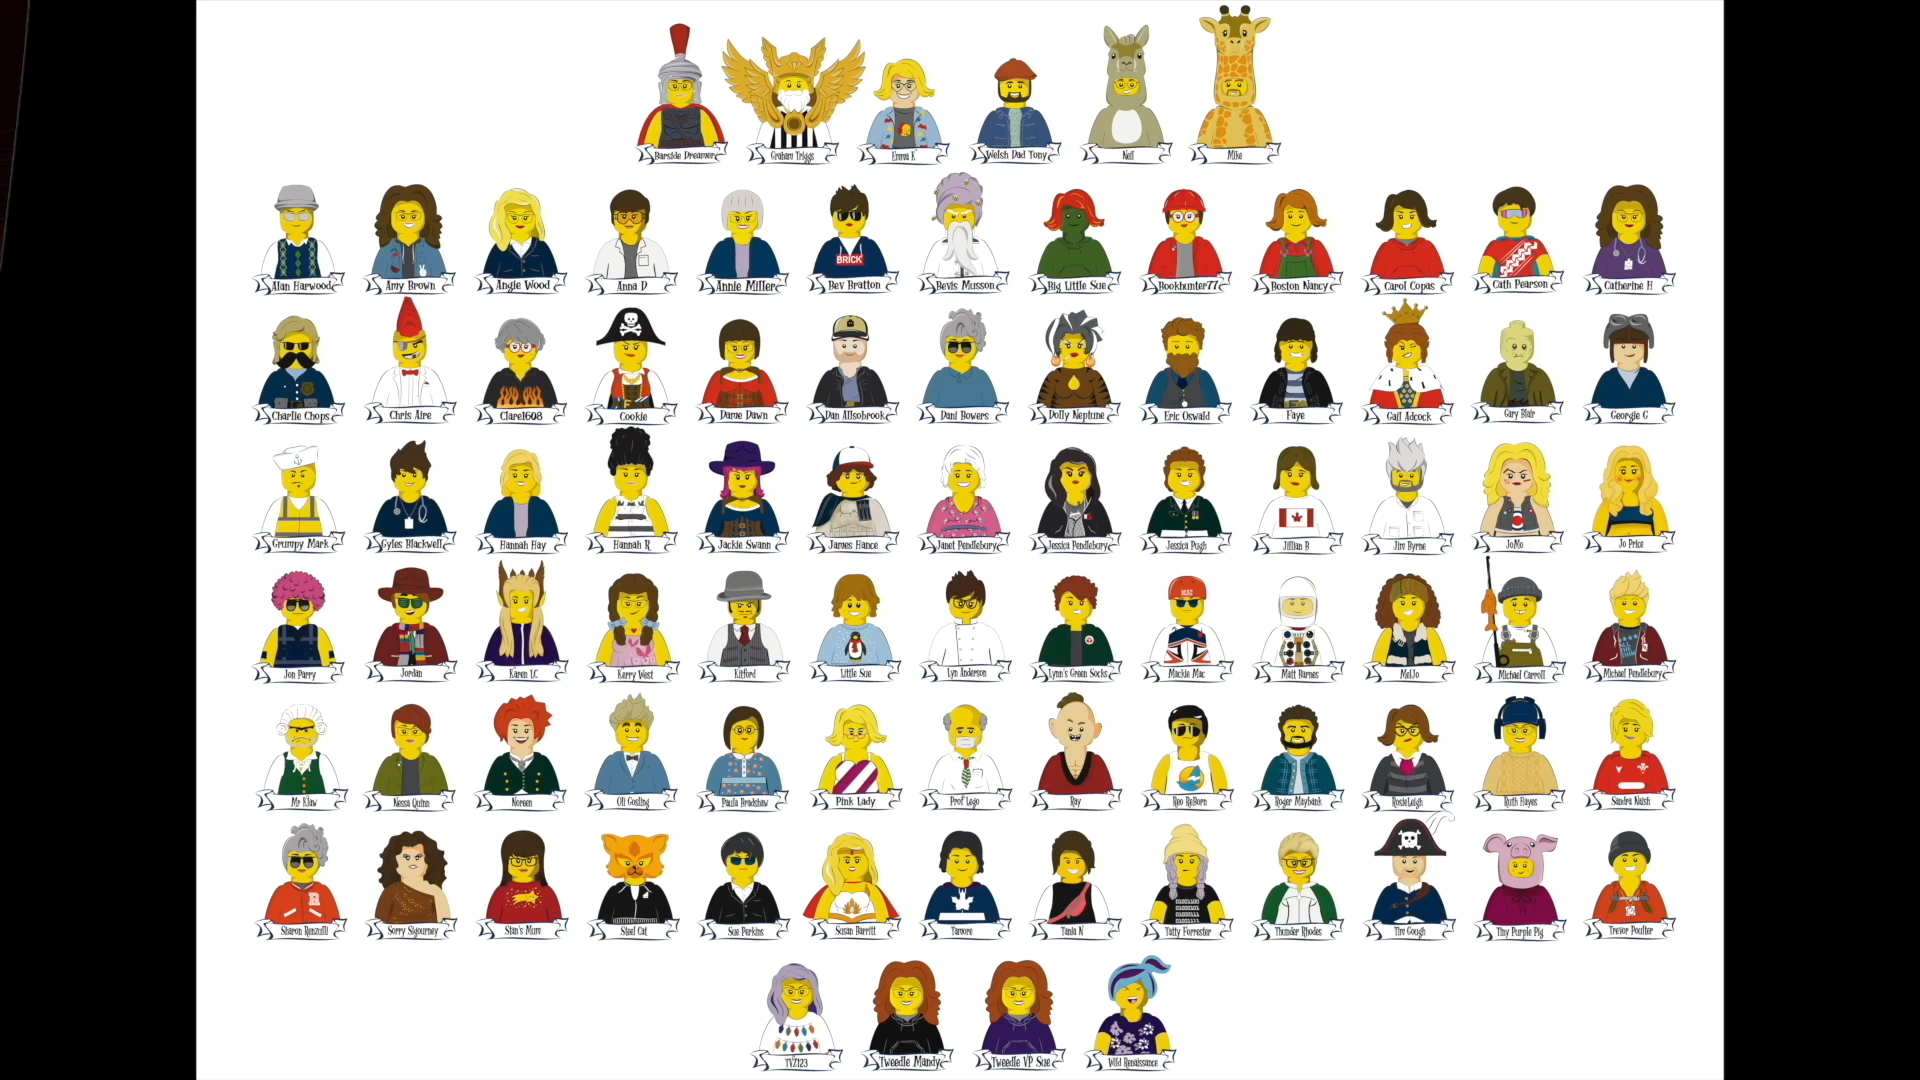 Barside Dreamer
Graham Triggs
Emma K
Welsh Dad Tony
Neil
Mike
Alan Harwood
Amy Brown
Angie Wood
Anna D
Annie Miller
Bev Bratton
BRICK
Bevis Musson
Big Little Sue
Bookhunter77
Boston Nancy
Carol Copas
Cath Pearson
Catherine H
Charlie Chops
Chris Aire
Clare1608
Cookie
Dame Dawn
Dan Allsobrook
Dani Bowers
Dolly Neptune
Eric Oswald
Faye
Gail Adcock
Gary Blair
Georgie G
Grumpy Mark
Gyles Blackwell
Hannah Hay
Hannah R
Jackie Swann
James Hance
Janet Pendlebury
Jessica Pendlebury
Jessica Pugh
Jillian B
Jim Byrne
JoMo
Jo Price
Jon Parry
Jordan
Karen LC
Kerry West
Kitford
Little Sue
Lyn Anderson
Lynn's Green Socks
MAC
Mackie Mac
Matt Barnes
MelJo
Michael Carroll
Michael Pendlebury
Mr Klaw
Nessa Quinn
Noreen
Oli Gosling
Paula Bradshaw
Pink Lady
Prof Lego
Ray
Reo ReBorn
Roger Maybank
RosieLeigh
Ruth Hayes
Sandra Naish
R
Sharon Renzulli
Sorry Sigourney
Stan's Mum
Steel Cat
Sue Perkins
Susan Barritt
Tamore
Tania N
Tatty Forrester
Thunder Rhodes
Tim Gough
Tiny Purple Pig
Trevor Poulter
TVZ123
Tweedle Mandy
Tweedle VP Sue
Wild Renaissance